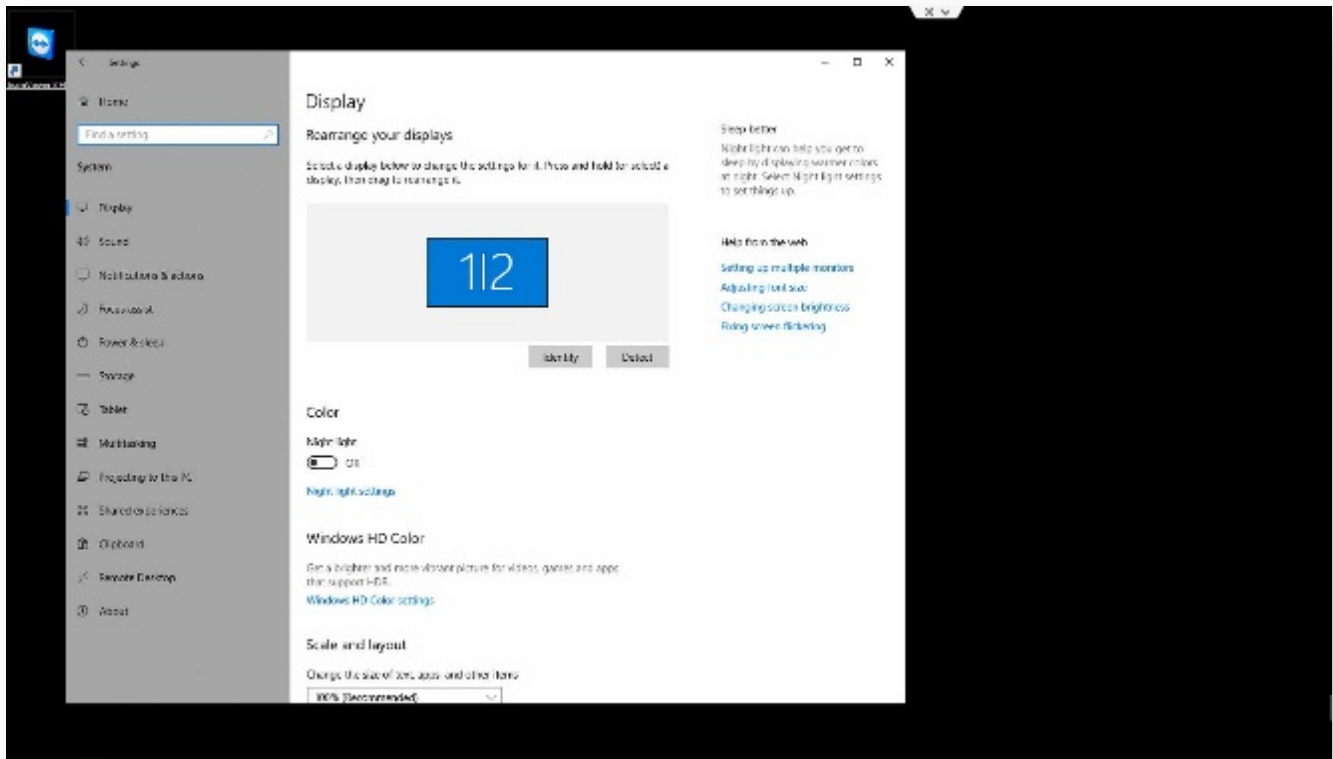 Settings
Home
Find a setting
System
Display
Sound
Notifications & actions
Focus assist
Power & sleep
Storage
Tablet
Multitasking
Projecting to this PC
Shared experiences
Clipboard
Remote Desktop
About
Display
Rearrange your displays
Select a display below to change the settings for it. Press and hold (or select) a
display, then drag to rearrange it.
1|2
Identify
Detect
Color
Night light
Off
Night light settings
Windows HD Color
Get a brighter and more vibrant picture for videos, games and apps
that support HDR.
Windows HD Color settings
Scale and layout
Change the size of text, apps, and other items
100% (Recommended)
Sleep better
Night light can help you get to
sleep by displaying warmer colors
at night. Select Night light settings
to set things up.
Help from the web
Setting up multiple monitors
Adjusting font size
Changing screen brightness
Fixing screen flickering